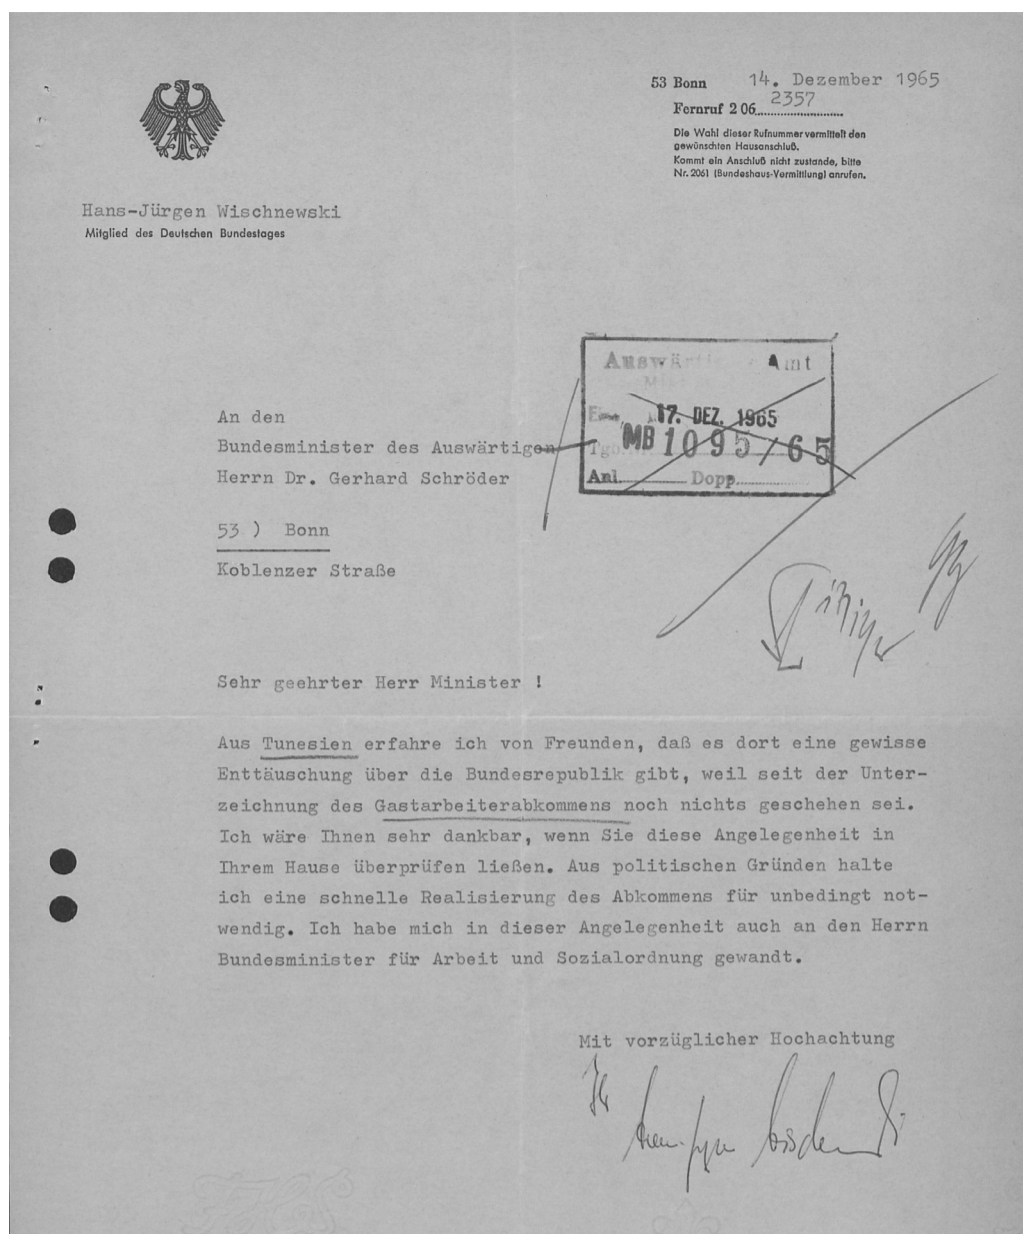 53 Bonn 14. Dezember 1965
Fernruf 2 06 2357
Die Wahl dieser Rufnummer vermittelt den
gewünschten Hausanschluß.
Kommt ein Anschluß nicht zustande, bitte
Nr. 2061 (Bundeshaus-Vermittlung) anrufen.
Hans-Jürgen Wischnewski
Mitglied des Deutschen Bundestages
Auswärti Amt
17. DEZ. 1965
MB 1095/65
Anl. Dopp.
An den
Bundesminister des Auswärtigen
Herrn Dr. Gerhard Schröder
53 ) Bonn
Koblenzer Straße
Sehr geehrter Herr Minister !
Aus Tunesien erfahre ich von Freunden, daß es dort eine gewisse
Enttäuschung über die Bundesrepublik gibt, weil seit der Unter-
zeichnung des Gastarbeiterabkommens noch nichts geschehen sei.
Ich wäre Ihnen sehr dankbar, wenn Sie diese Angelegenheit in
Ihrem Hause überprüfen ließen. Aus politischen Gründen halte
ich eine schnelle Realisierung des Abkommens für unbedingt not-
wendig. Ich habe mich in dieser Angelegenheit auch an den Herrn
Bundesminister für Arbeit und Sozialordnung gewandt.
Mit vorzüglicher Hochachtung
Ihr
Hans-Jürgen Wischnewski